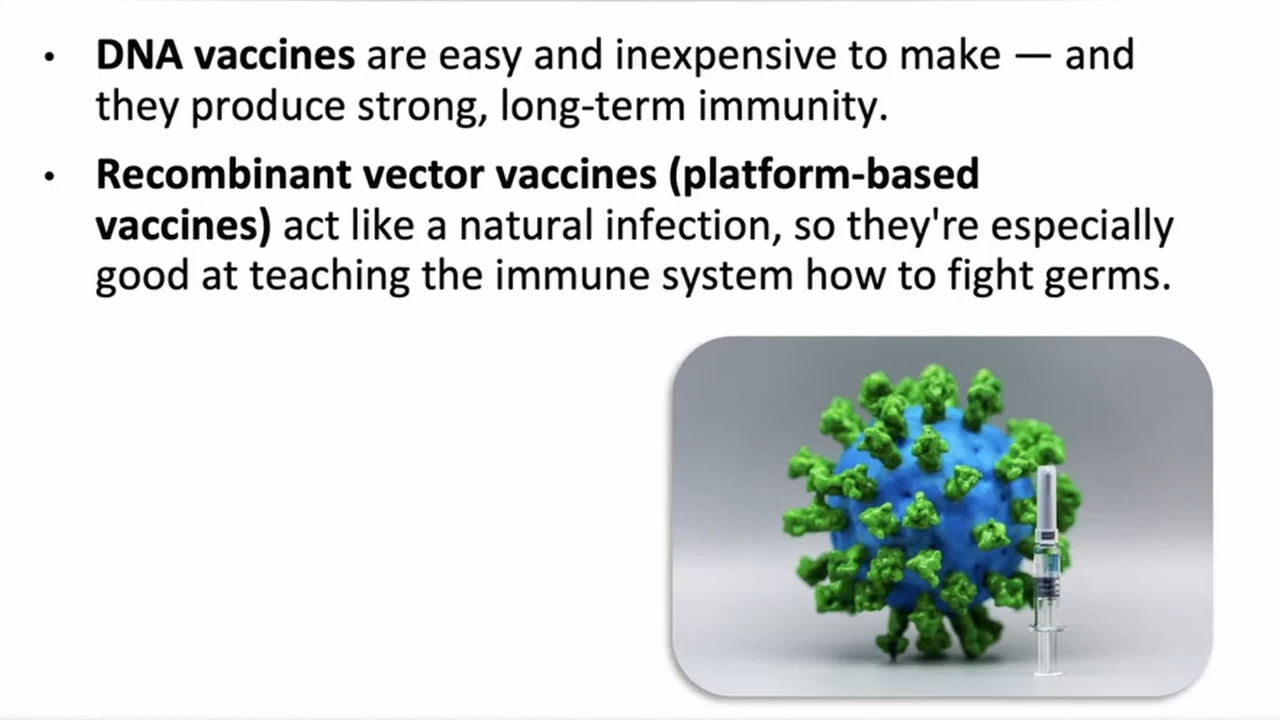 • DNA vaccines are easy and inexpensive to make — and
they produce strong, long-term immunity.
• Recombinant vector vaccines (platform-based
vaccines) act like a natural infection, so they're especially
good at teaching the immune system how to fight germs.